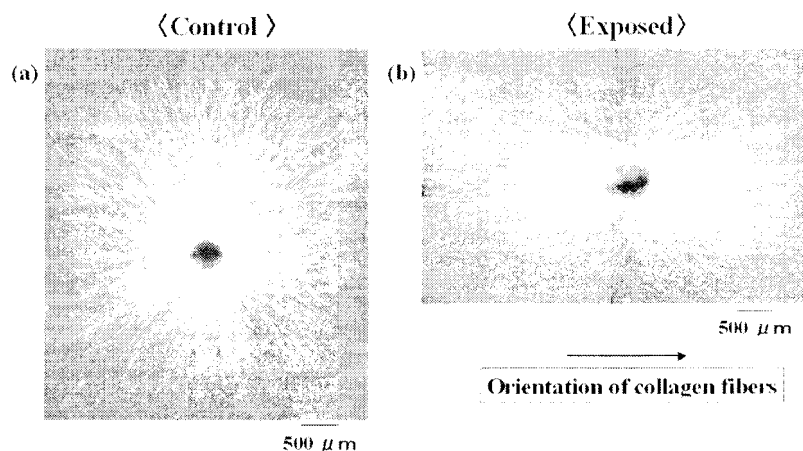 〈Control 〉
〈Exposed〉
(a)
(b)
500 μm
500 μm
Orientation of collagen fibers